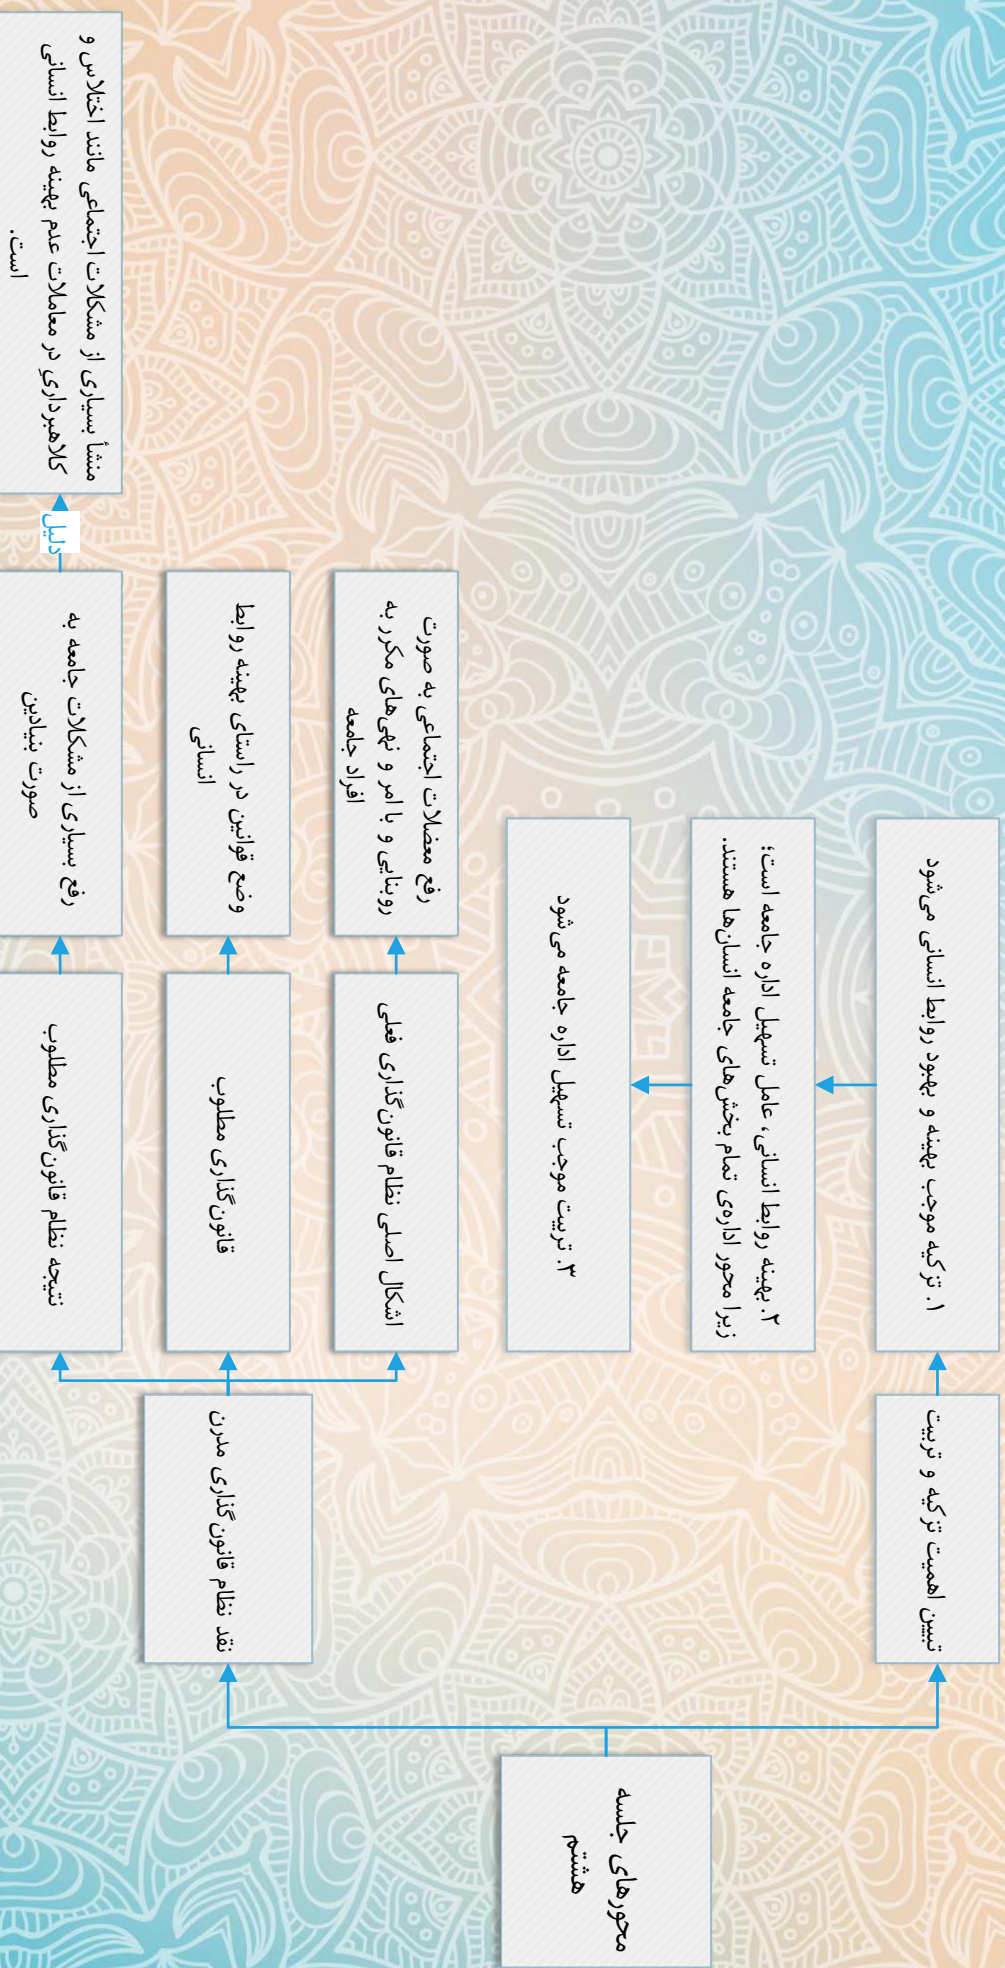 محورهای جلسه
هشتم
تبیین اهمیت تزکیه و تربیت
۱. تزکیه موجب بهینه و بهبود روابط انسانی می‌شود
۲. بهینه روابط انسانی، عامل تسهیل اداره جامعه است؛
زیرا محور اداره‌ی تمام بخش‌های جامعه انسان‌ها هستند.
۳. تربیت موجب تسهیل اداره جامعه می‌شود
نقد نظام قانون‌گذاری مدرن
اشکال اصلی نظام قانون‌گذاری فعلی
رفع معضلات اجتماعی به صورت
روبنایی و با امر و نهی‌های مکرر به
افراد جامعه
قانون‌گذاری مطلوب
وضع قوانین در راستای بهینه روابط
انسانی
نتیجه نظام قانون‌گذاری مطلوب
رفع بسیاری از مشکلات جامعه به
صورت بنیادین
دلیل
منشأ بسیاری از مشکلات اجتماعی مانند اختلاس و
کلاهبرداریِ در معاملات عدم بهینه روابط انسانی
است.